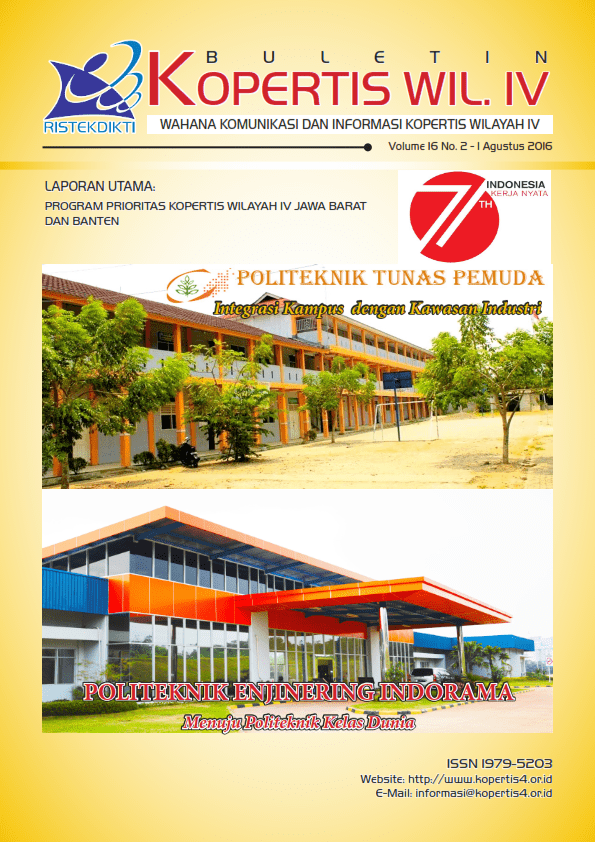 BULETIN
KOPERTIS WIL. IV
RISTEKDIKTI
WAHANA KOMUNIKASI DAN INFORMASI KOPERTIS WILAYAH IV
Volume 16 No. 2 - 1 Agustus 2016
LAPORAN UTAMA:
PROGRAM PRIORITAS KOPERTIS WILAYAH IV JAWA BARAT
DAN BANTEN
71
TH
INDONESIA
KERJA NYATA
POLITEKNIK TUNAS PEMUDA
Integrasi Kampus dengan Kawasan Industri
POLITEKNIK ENJINERING INDORAMA
Menuju Politeknik Kelas Dunia
ISSN 1979-5203
Website: http://www.kopertis4.or.id
E-Mail: informasi@kopertis4.or.id